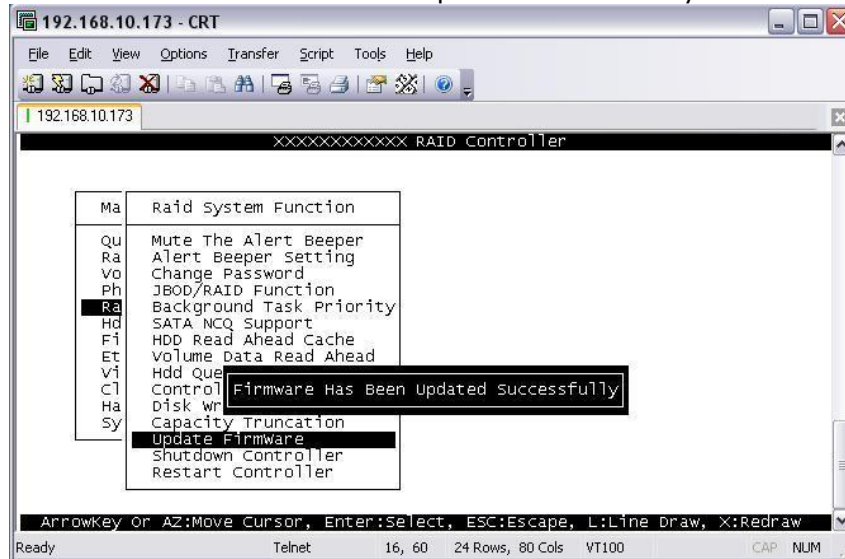 192.168.10.173 - CRT
File Edit View Options Transfer Script Tools Help
192.168.10.173
XXXXXXXXXXXX RAID Controller
Ma Raid System Function
Qu Mute The Alert Beeper
Ra Alert Beeper Setting
Vo Change Password
Ph JBOD/RAID Function
Ra Background Task Priority
Hd SATA NCQ Support
Fi HDD Read Ahead Cache
Et Volume Data Read Ahead
Vi Hdd Que
Cl Control
Firmware Has Been Updated Successfully
Ha Disk Wr
Sy Capacity Truncation
Update Firmware
Shutdown Controller
Restart Controller
ArrowKey Or AZ:Move Cursor, Enter:Select, ESC:Escape, L:Line Draw, X:Redraw
Ready Telnet 16, 60 24 Rows, 80 Cols VT100 CAP NUM